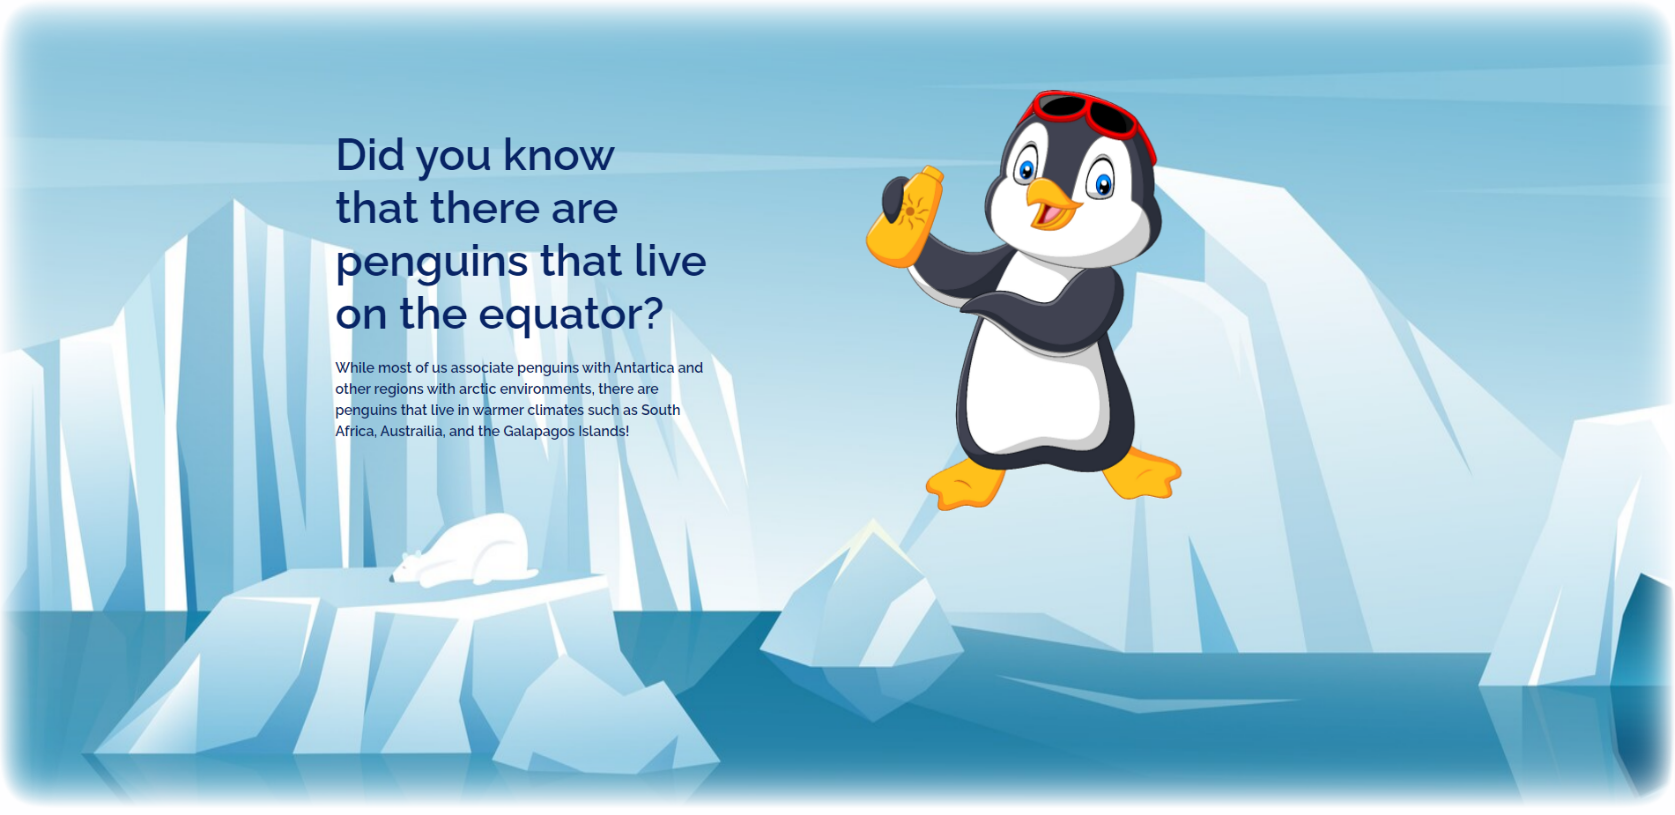 Did you know
that there are
penguins that live
on the equator?
While most of us associate penguins with Antartica and
other regions with arctic environments, there are
penguins that live in warmer climates such as South
Africa, Austrailia, and the Galapagos Islands!